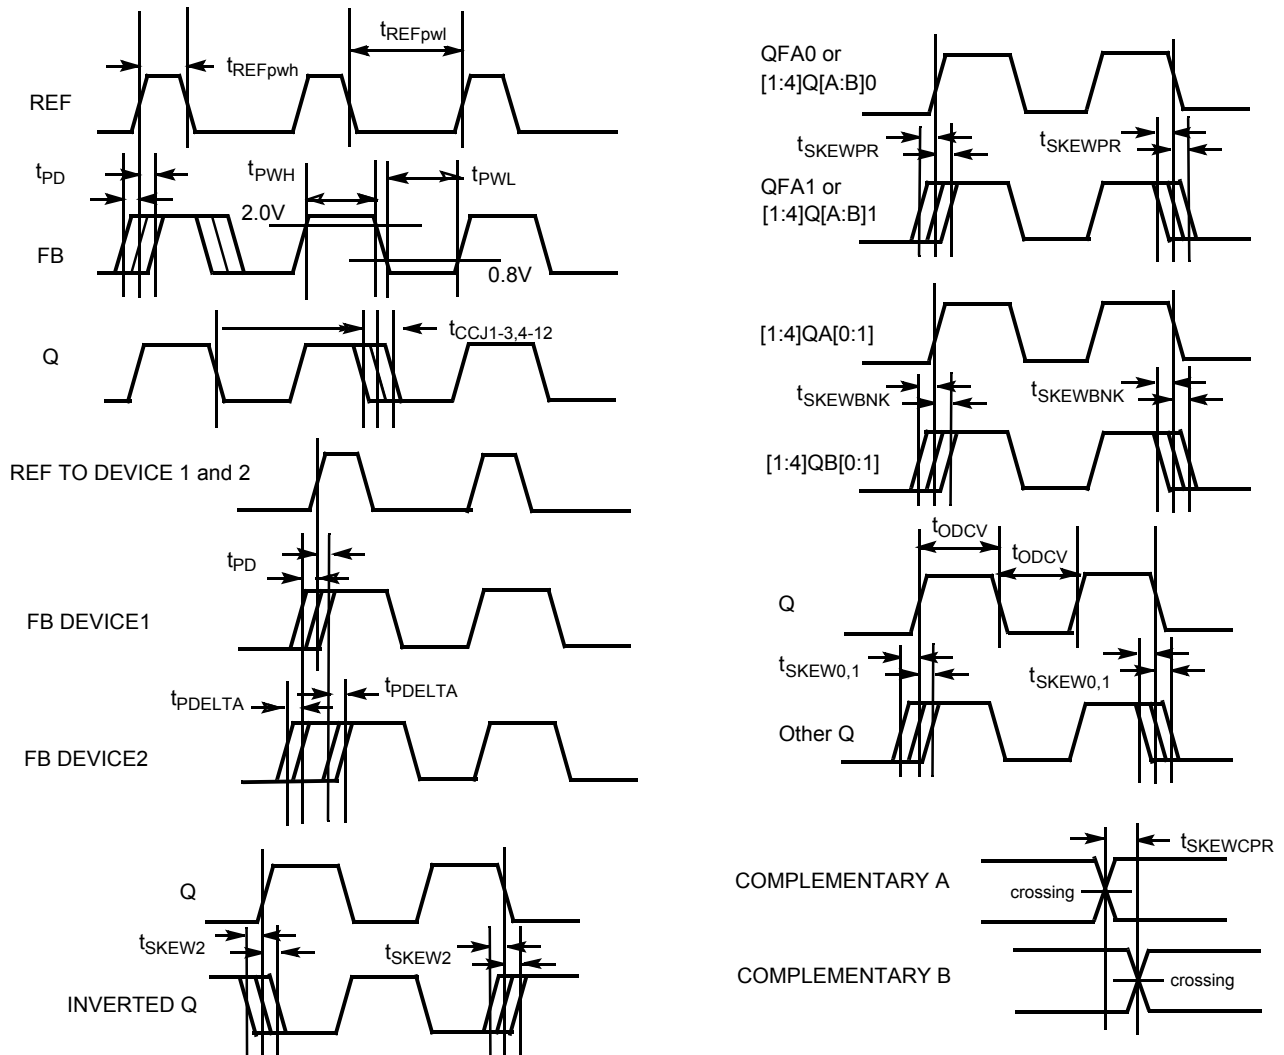 tREFpwl
tREFpwh
REF
tPD
tPWH
tPWL
2.0V
FB
0.8V
tCCJ1-3,4-12
Q
REF TO DEVICE 1 and 2
tPD
FB DEVICE1
tPDELTA
tPDELTA
FB DEVICE2
Q
tSKEW2
tSKEW2
INVERTED Q
QFA0 or
[1:4]Q[A:B]0
tSKEWPR
tSKEWPR
QFA1 or
[1:4]Q[A:B]1
[1:4]QA[0:1]
tSKEWBNK
tSKEWBNK
[1:4]QB[0:1]
tODCV
tODCV
Q
tSKEW0,1
tSKEW0,1
Other Q
tSKEWCPR
COMPLEMENTARY A
crossing
COMPLEMENTARY B
crossing